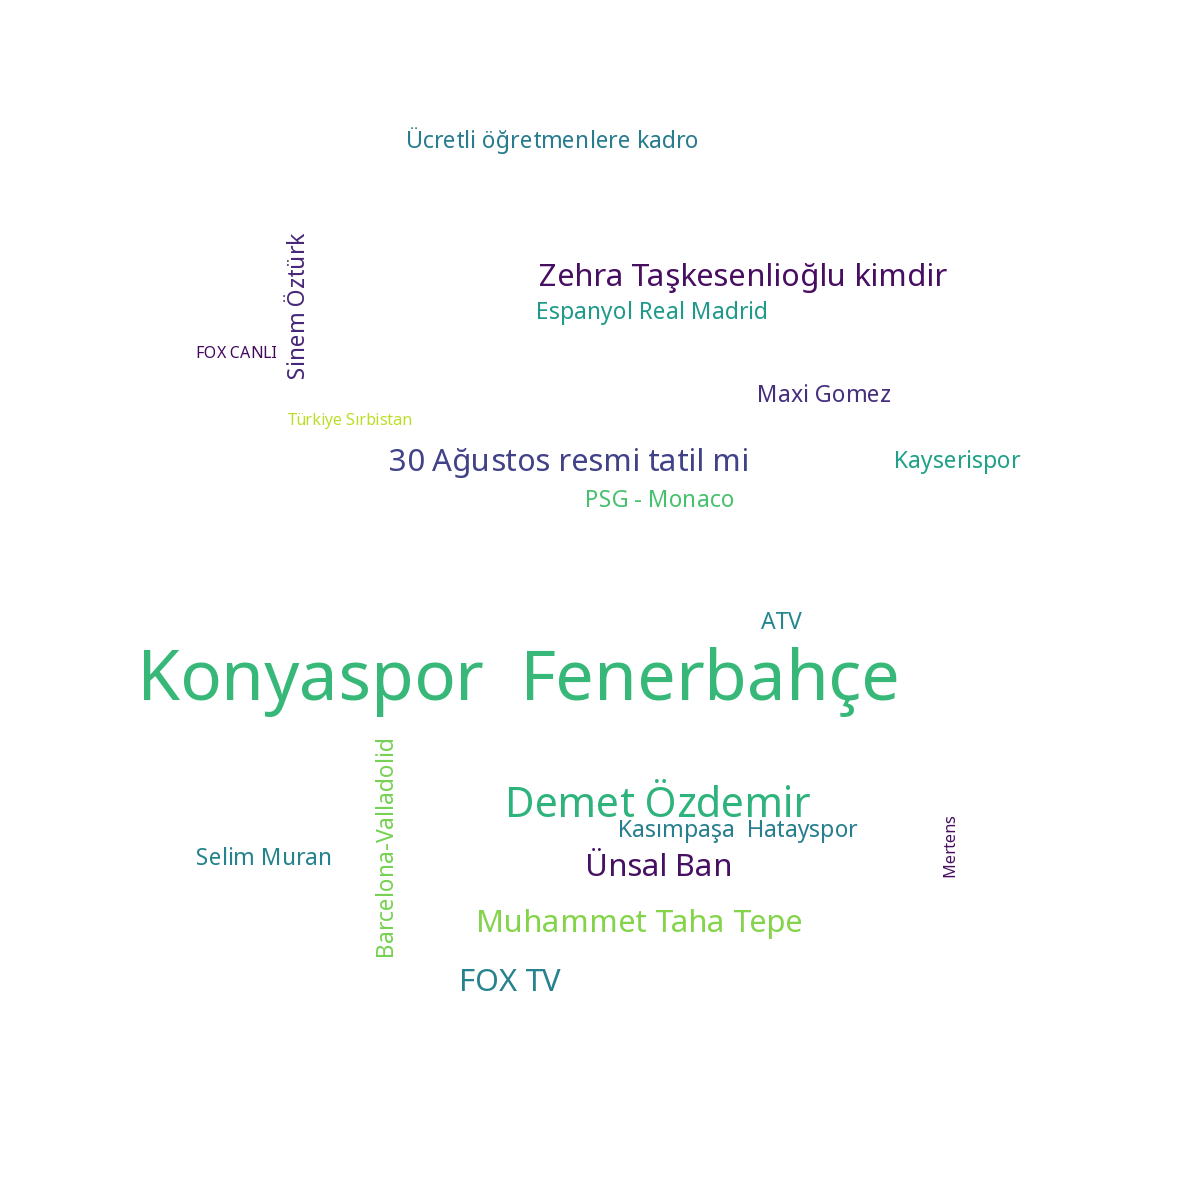 Ücretli öğretmenlere kadro
Sinem Öztürk
Zehra Taşkesenlioğlu kimdir
Espanyol Real Madrid
FOX CANLI
Maxi Gomez
Türkiye Sırbistan
30 Ağustos resmi tatil mi
Kayserispor
PSG - Monaco
ATV
Konyaspor Fenerbahçe
Barcelona-Valladolid
Demet Özdemir
Kasımpaşa Hatayspor
Mertens
Selim Muran
Ünsal Ban
Muhammet Taha Tepe
FOX TV